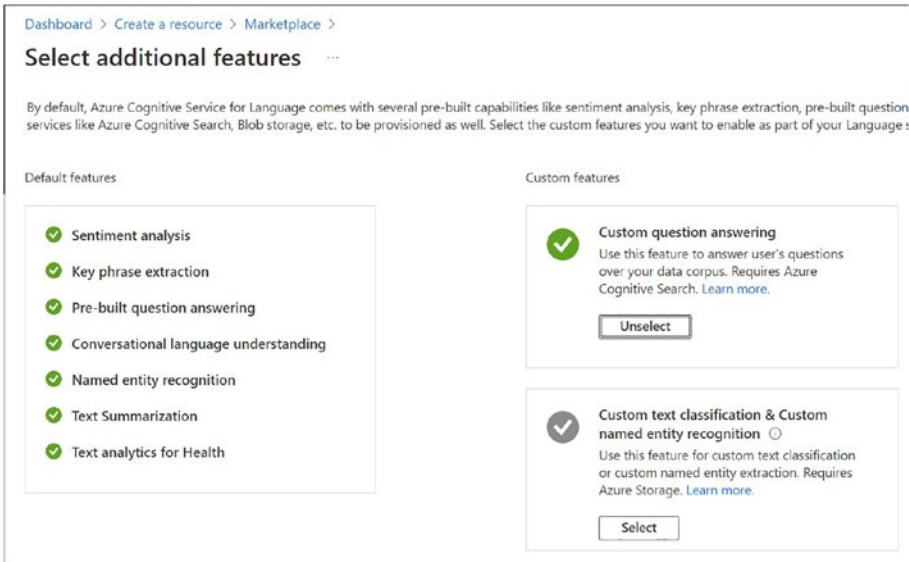 Dashboard > Create a resource > Marketplace >
Select additional features ...
By default, Azure Cognitive Service for Language comes with several pre-built capabilities like sentiment analysis, key phrase extraction, pre-built question
services like Azure Cognitive Search, Blob storage, etc. to be provisioned as well. Select the custom features you want to enable as part of your Language s
Default features
Sentiment analysis
Key phrase extraction
Pre-built question answering
Conversational language understanding
Named entity recognition
Text Summarization
Text analytics for Health
Custom features
Custom question answering
Use this feature to answer user's questions
over your data corpus. Requires Azure
Cognitive Search. Learn more.
Unselect
Custom text classification & Custom
named entity recognition
Use this feature for custom text classification
or custom named entity extraction. Requires
Azure Storage. Learn more.
Select